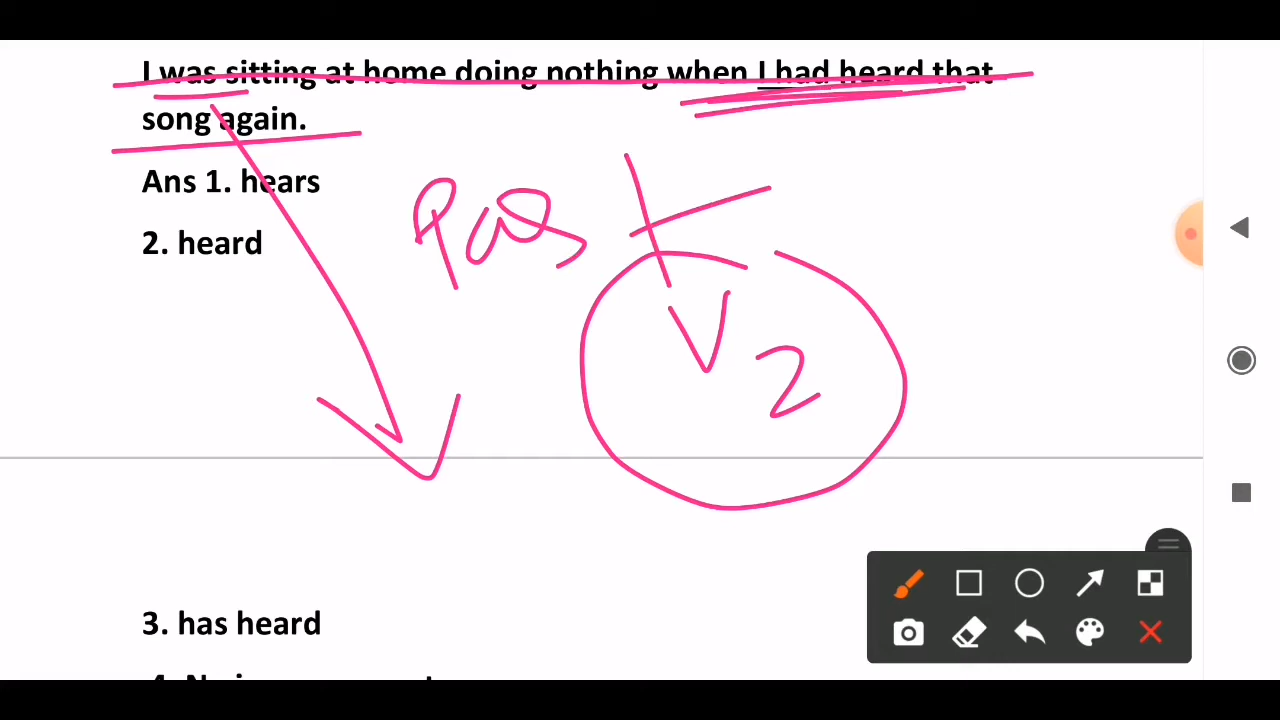 I was sitting at home doing nothing when I had heard that
song again.
Ans 1. hears
2. heard
Past
V2
3. has heard